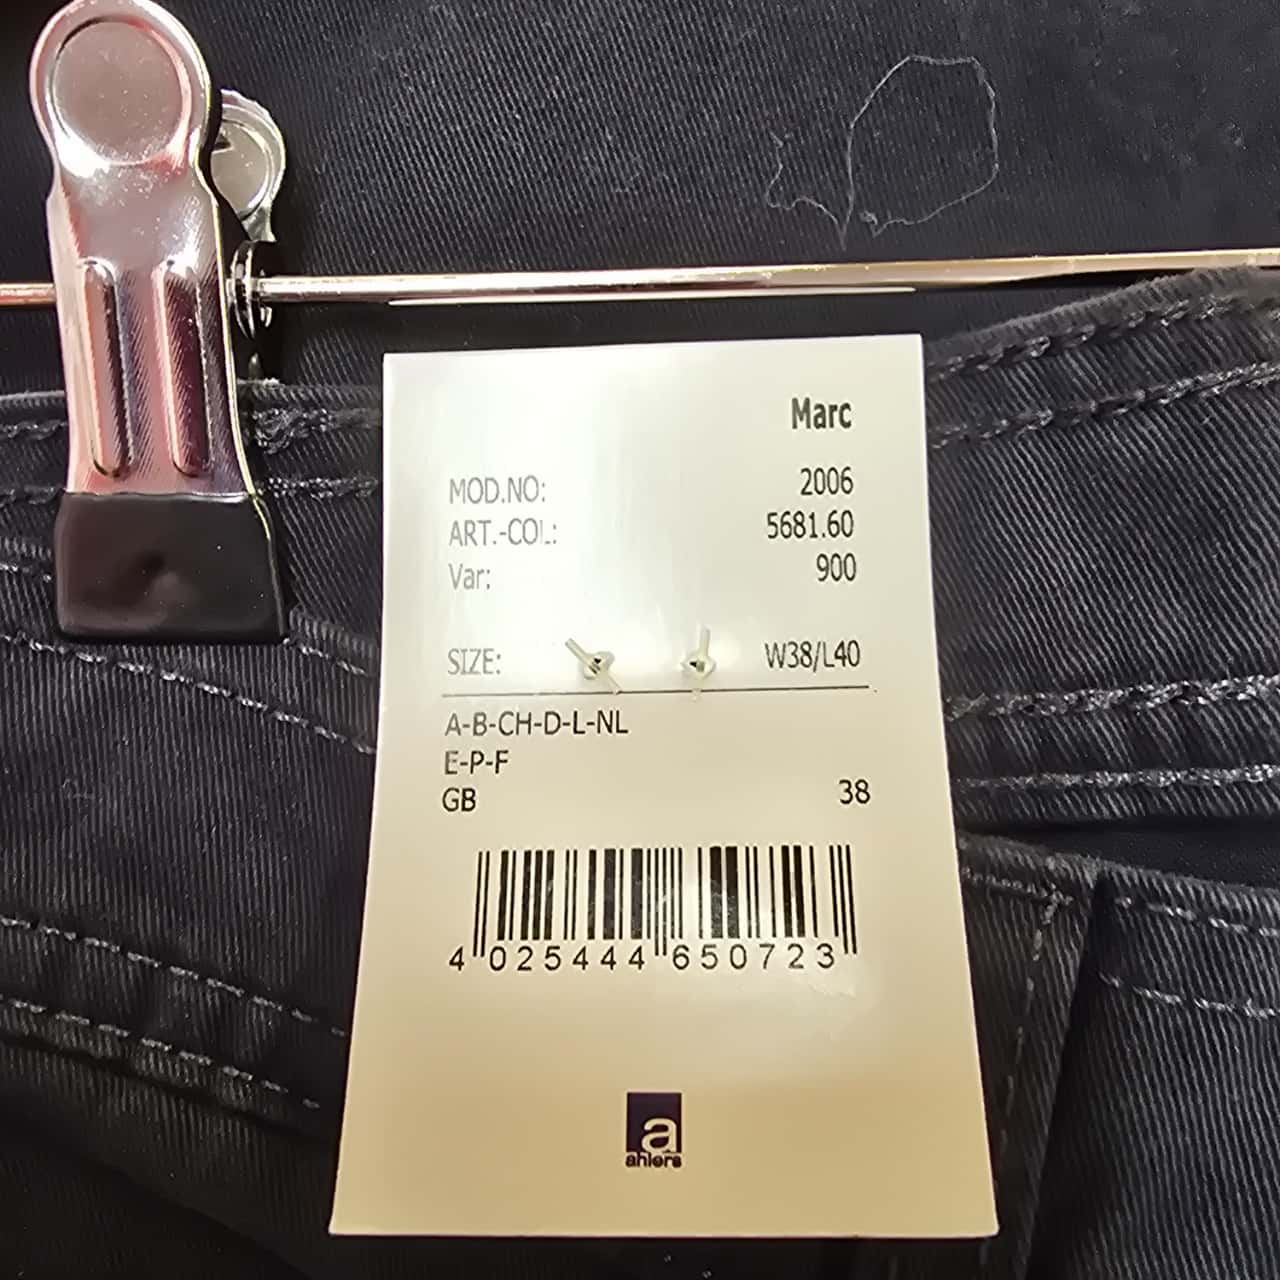 Marc
MOD.NO: 2006
ART.-COL: 5681.60
Var: 900
SIZE: W38/L40
A-B-CH-D-L-NL
E-P-F
GB 38
4 025444 650723
a
ahlers